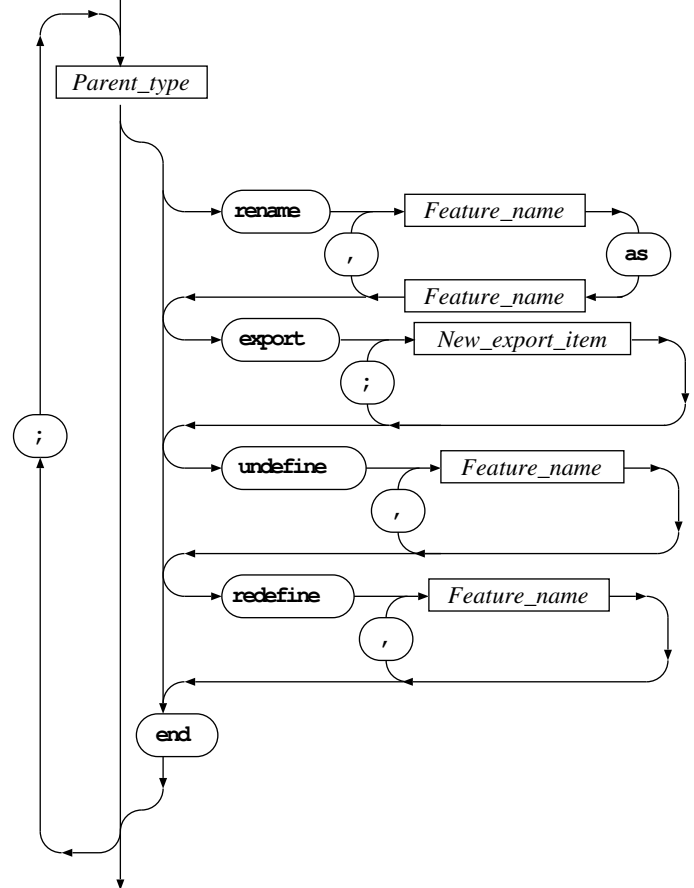 Parent_type
rename Feature_name
, as
Feature_name
export New_export_item
;
;
undefine Feature_name
,
redefine Feature_name
,
end